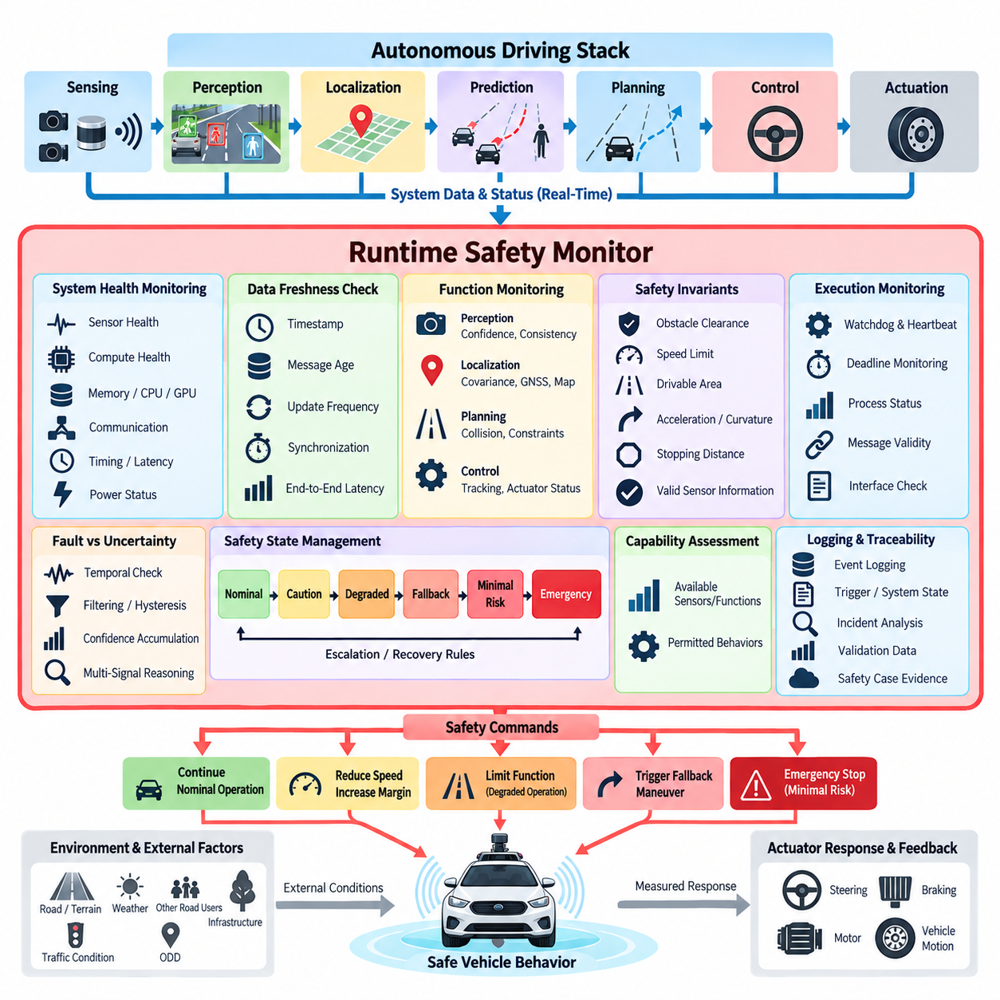 Autonomous Driving Stack
Sensing
Perception
Localization
Prediction
Planning
Control
Actuation
System Data & Status (Real-Time)
Runtime Safety Monitor
System Health Monitoring
Sensor Health
Compute Health
Memory / CPU / GPU
Communication
Timing / Latency
Power Status
Data Freshness Check
Timestamp
Message Age
Update Frequency
Synchronization
End-to-End Latency
Function Monitoring
Perception
Confidence, Consistency
Localization
Covariance, GNSS, Map
Planning
Collision, Constraints
Control
Tracking, Actuator Status
Safety Invariants
Obstacle Clearance
Speed Limit
Drivable Area
Acceleration / Curvature
Stopping Distance
Valid Sensor Information
Execution Monitoring
Watchdog & Heartbeat
Deadline Monitoring
Process Status
Message Validity
Interface Check
Fault vs Uncertainty
Temporal Check
Filtering / Hysteresis
Confidence Accumulation
Multi-Signal Reasoning
Safety State Management
Nominal
Caution
Degraded
Fallback
Minimal
Risk
Emergency
Escalation / Recovery Rules
Capability Assessment
Available
Sensors/Functions
Permitted Behaviors
Logging & Traceability
Event Logging
Trigger / System State
Incident Analysis
Validation Data
Safety Case Evidence
Safety Commands
Continue
Nominal Operation
Reduce Speed
Increase Margin
Limit Function
(Degraded Operation)
Trigger Fallback
Maneuver
Emergency Stop
(Minimal Risk)
Environment & External Factors
Road / Terrain
Weather
Other Road Users
Infrastructure
Traffic Condition
ODD
External Conditions
Safe Vehicle Behavior
Measured Response
Actuator Response & Feedback
Steering
Braking
Motor
Vehicle
Motion